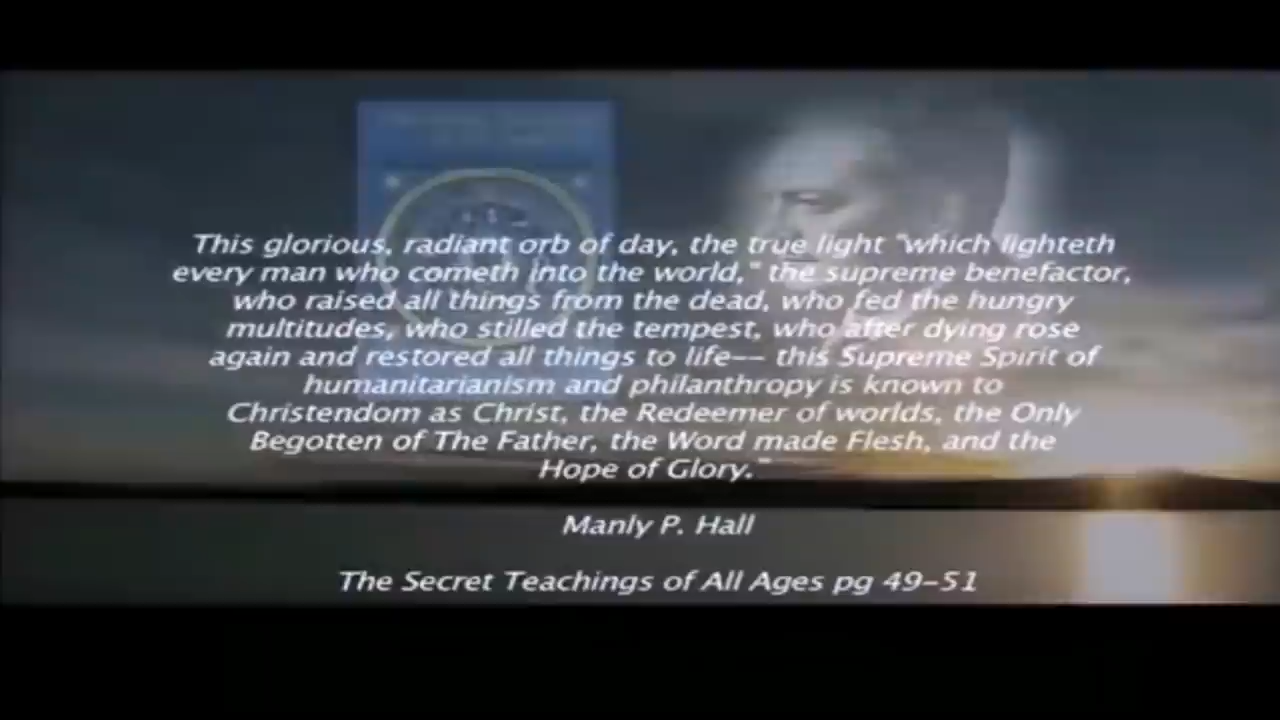 This glorious, radiant orb of day, the true light "which lighteth
every man who cometh into the world," the supreme benefactor,
who raised all things from the dead, who fed the hungry
multitudes, who stilled the tempest, who after dying rose
again and restored all things to life-- this Supreme Spirit of
humanitarianism and philanthropy is known to
Christendom as Christ, the Redeemer of worlds, the Only
Begotten of The Father, the Word made Flesh, and the
Hope of Glory."
Manly P. Hall
The Secret Teachings of All Ages pg 49-51